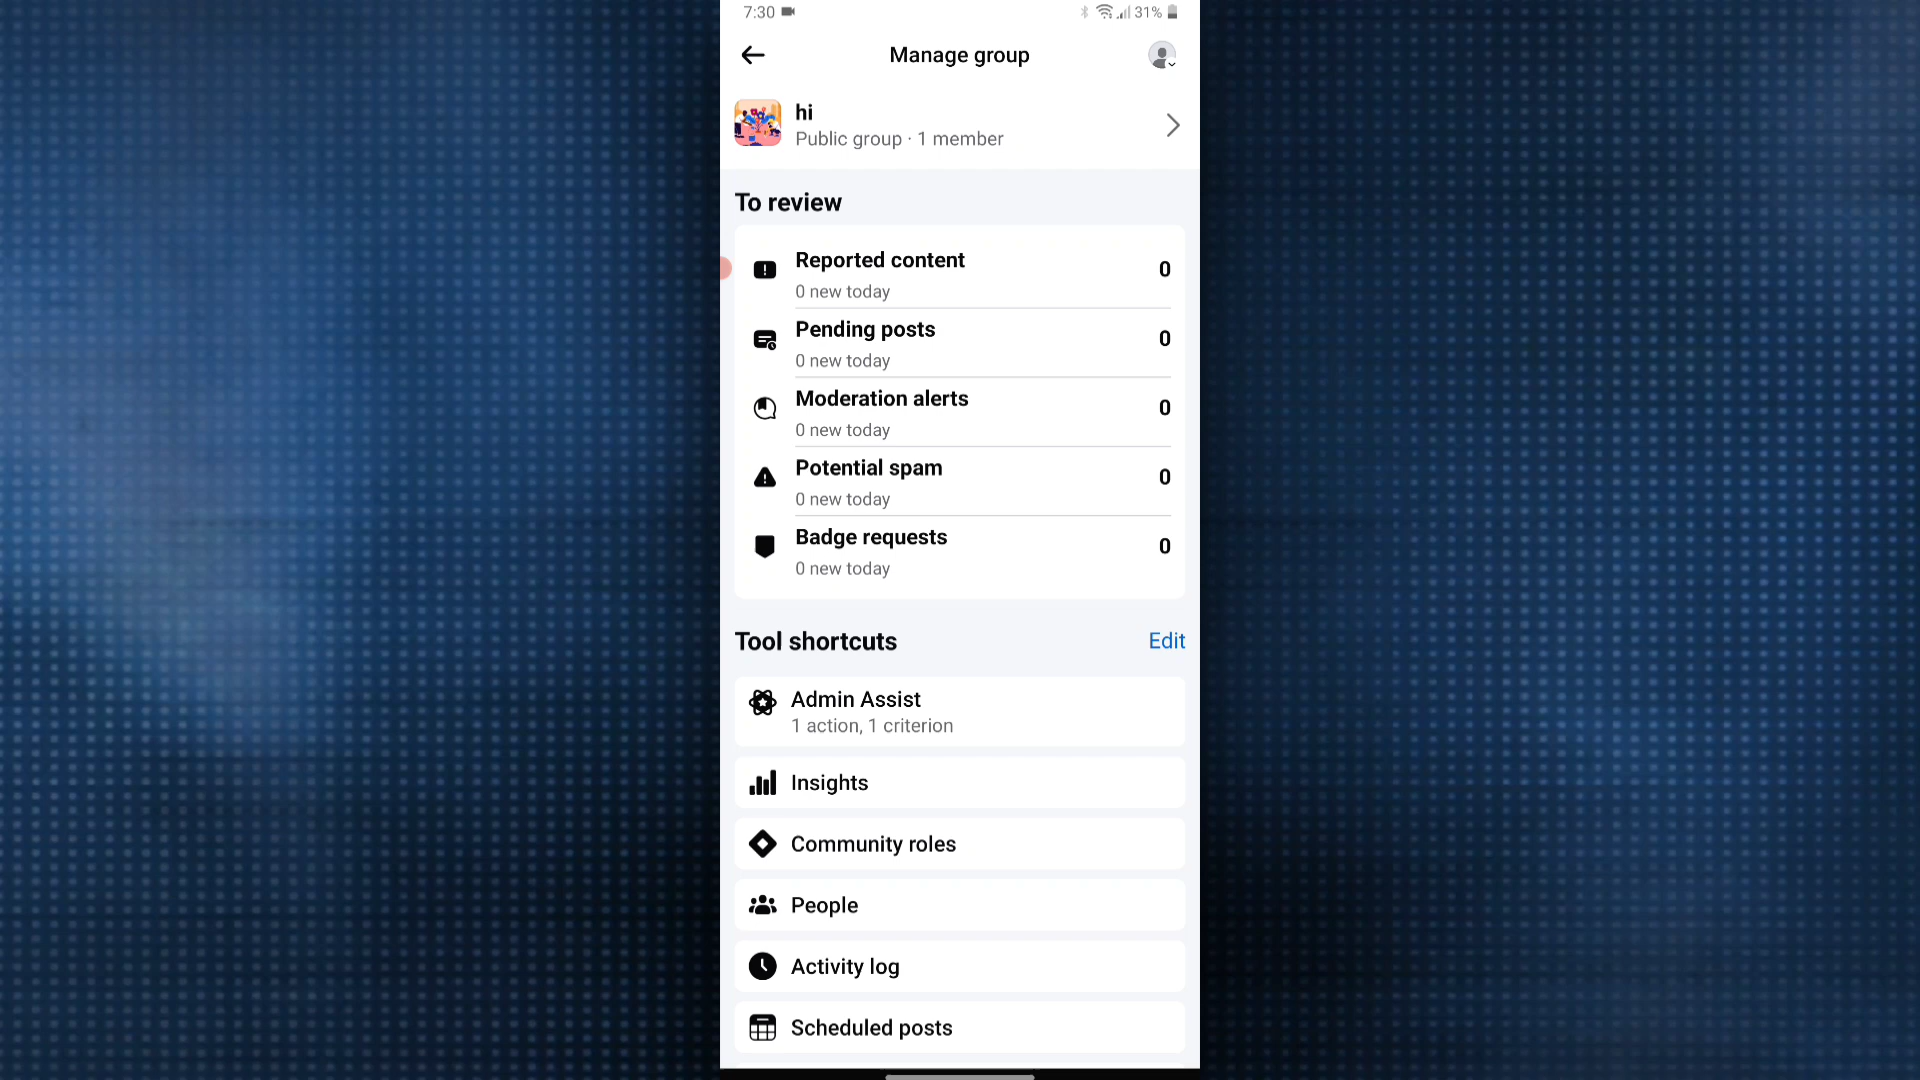 7:30
31%
Manage group
hi
Public group · 1 member
To review
Reported content
0
0 new today
Pending posts
0
0 new today
Moderation alerts
0
0 new today
Potential spam
0
0 new today
Badge requests
0
0 new today
Tool shortcuts
Edit
Admin Assist
1 action, 1 criterion
Insights
Community roles
People
Activity log
Scheduled posts